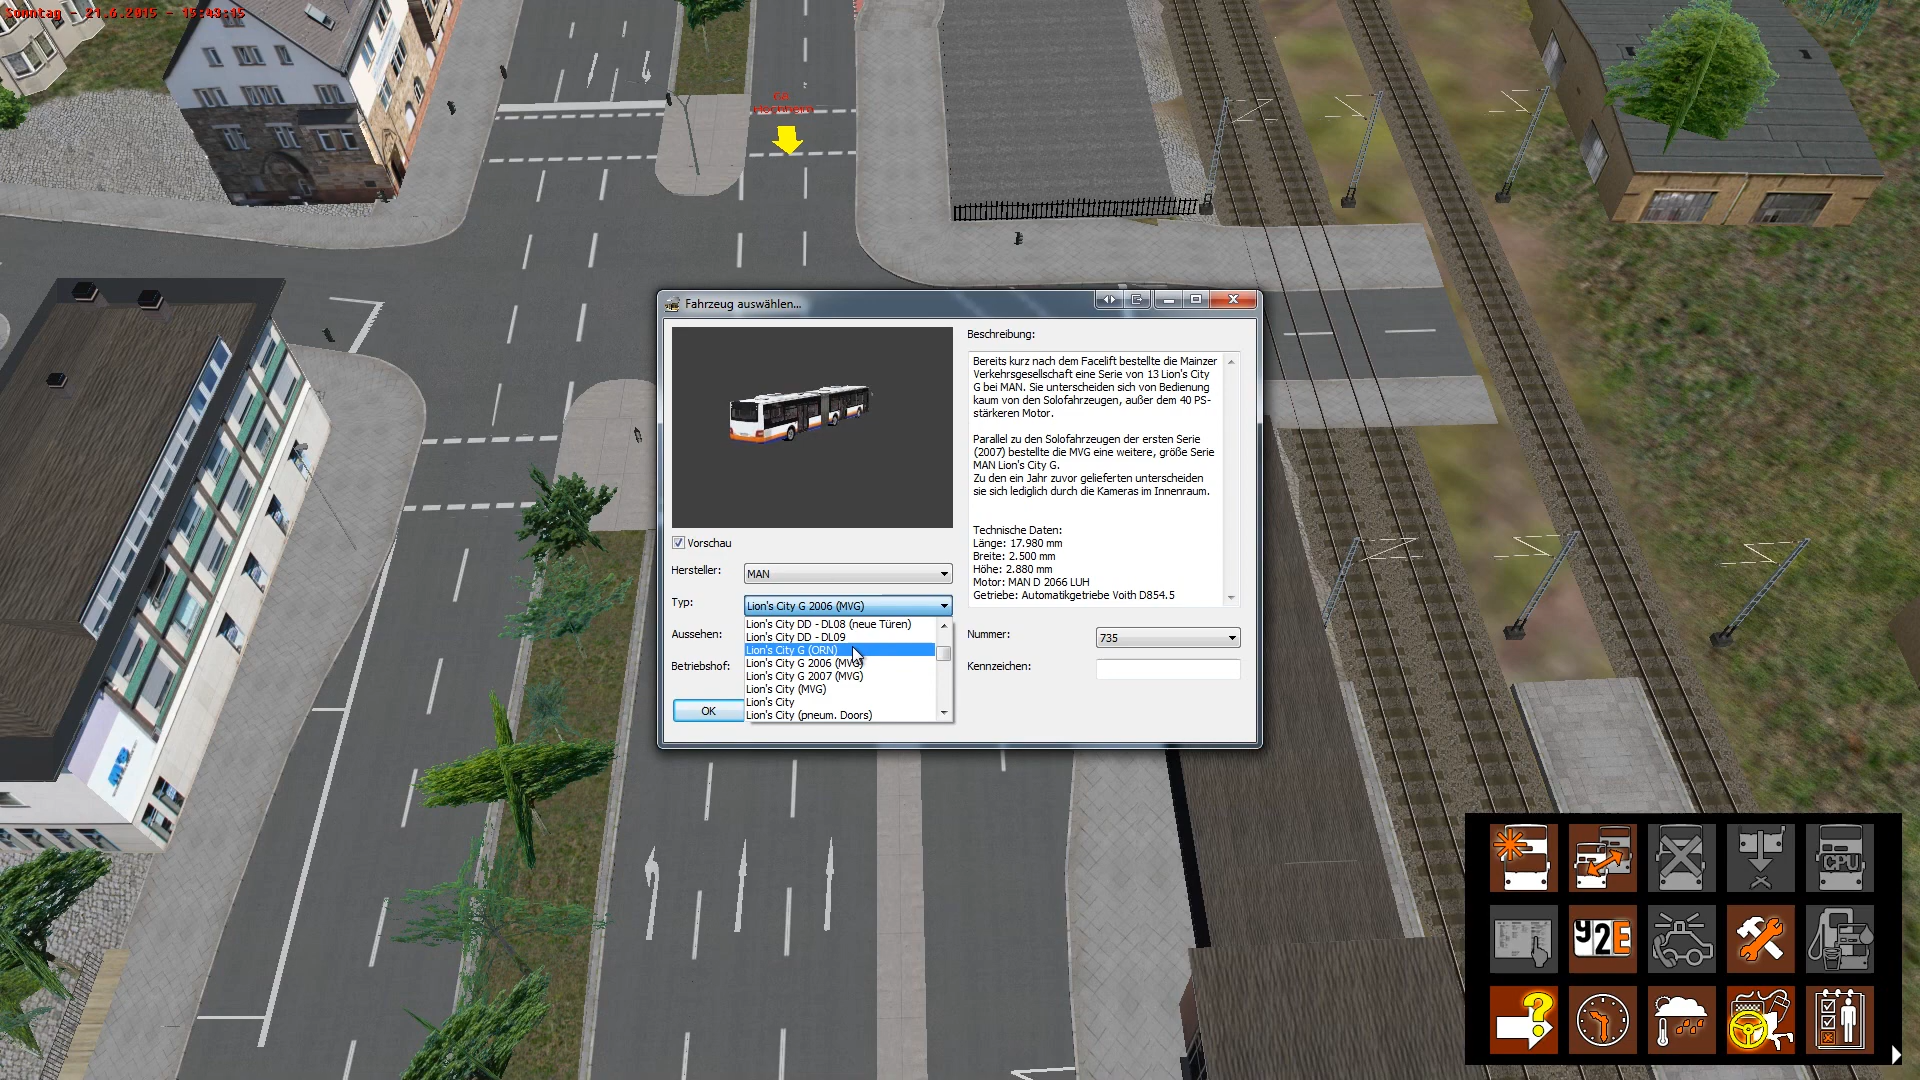 Sonntag - 21.6.2015 - 15:43:15
Fahrzeug auswählen...
Vorschau
Hersteller:
MAN
Typ:
Lion's City G 2006 (MVG)
Aussehen:
Betriebshof:
Lion's City DD - DL08 (neue Türen)
Lion's City DD - DL09
Lion's City G (ORN)
Lion's City G 2006 (MVG)
Lion's City G 2007 (MVG)
Lion's City (MVG)
Lion's City
Lion's City (pneum. Doors)
OK
Beschreibung:
Bereits kurz nach dem Facelift bestellte die Mainzer
Verkehrsgesellschaft eine Serie von 13 Lion's City
G bei MAN. Sie unterscheiden sich von Bedienung
kaum von den Solofahrzeugen, außer dem 40 PS-
stärkeren Motor.
Parallel zu den Solofahrzeugen der ersten Serie
(2007) bestellte die MVG eine weitere, größe Serie
MAN Lion's City G.
Zu den ein Jahr zuvor gelieferten unterscheiden
sie sich lediglich durch die Kameras im Innenraum.
Technische Daten:
Länge: 17.980 mm
Breite: 2.500 mm
Höhe: 2.880 mm
Motor: MAN D 2066 LUH
Getriebe: Automatikgetriebe Voith D854.5
Nummer:
735
Kennzeichen:
CPU
92E